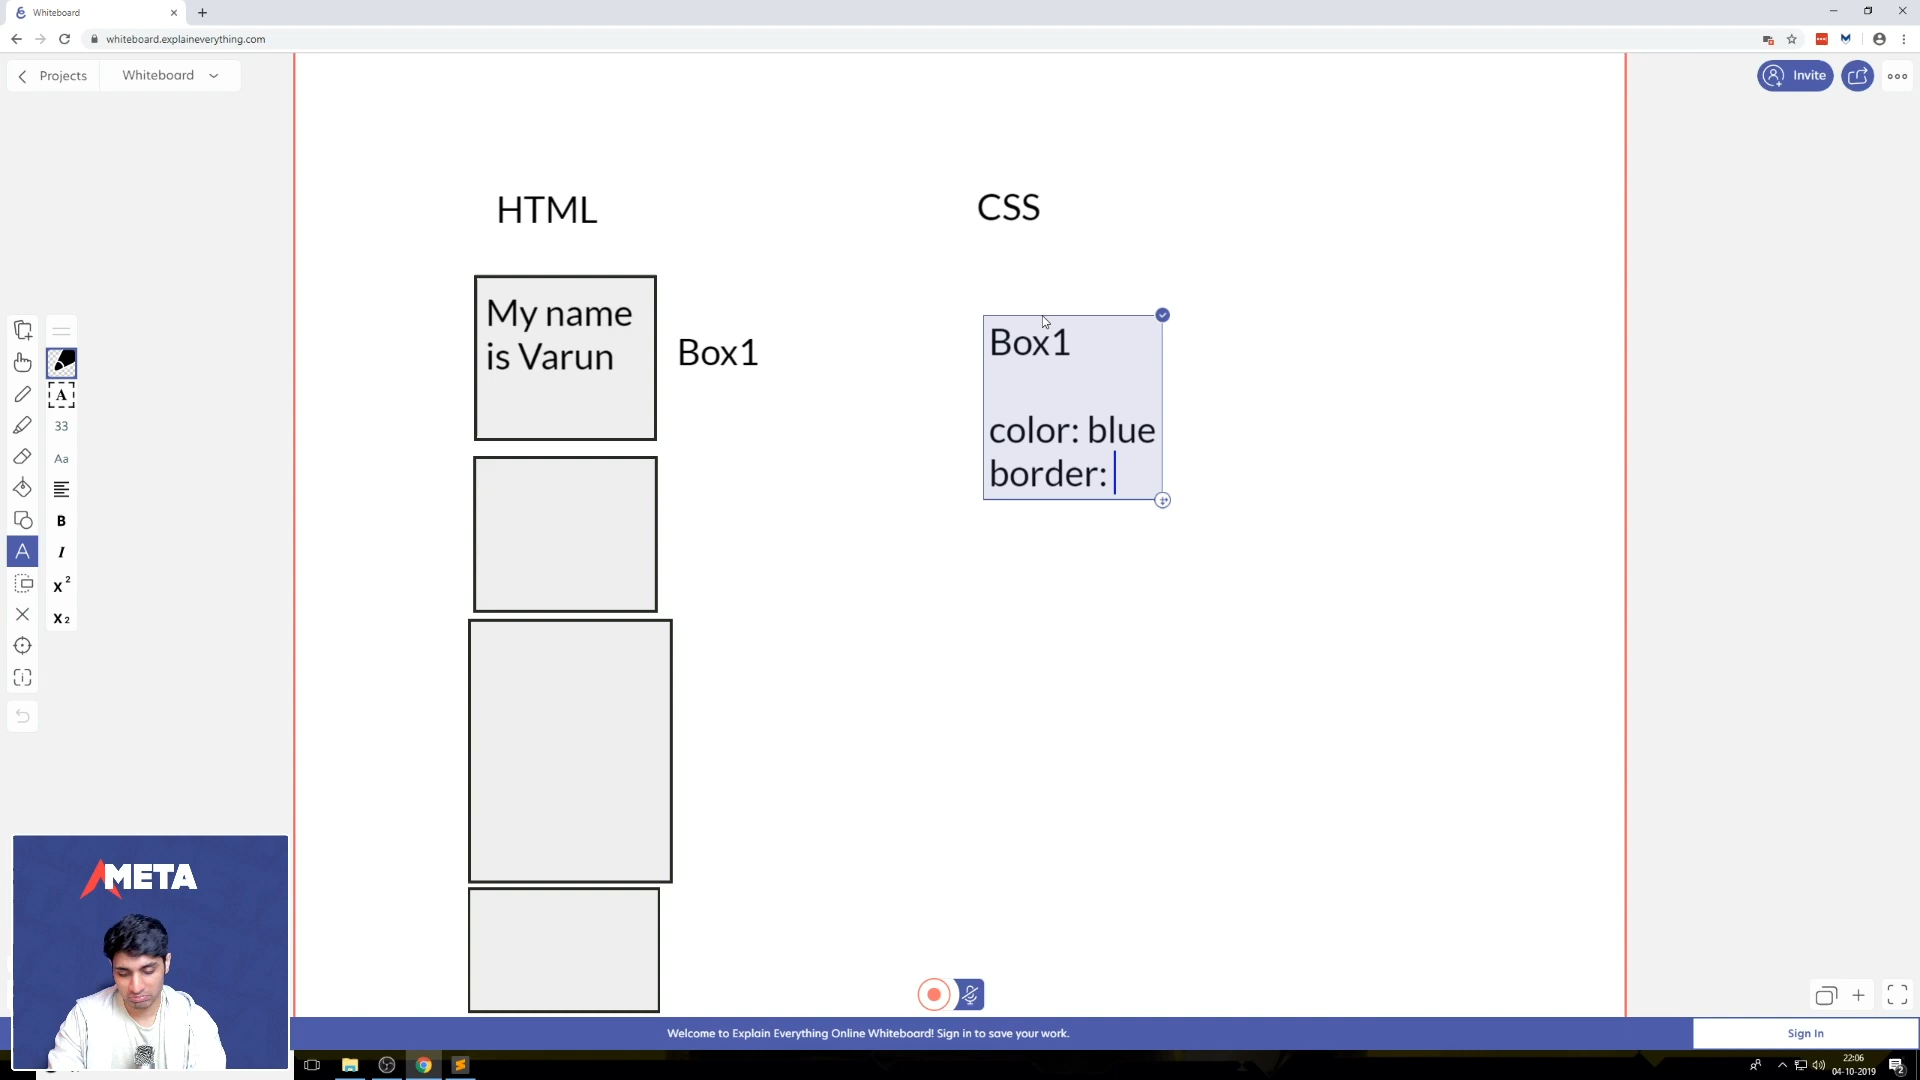 Whiteboard
whiteboard.explaineverything.com
Projects
Whiteboard
Invite
HTML
CSS
My name
is Varun
Box1
Box1
color: blue
border:
A
33
Aa
B
A
I
X2
X2
META
Welcome to Explain Everything Online Whiteboard! Sign in to save your work.
Sign In
22:06
04-10-2019
2